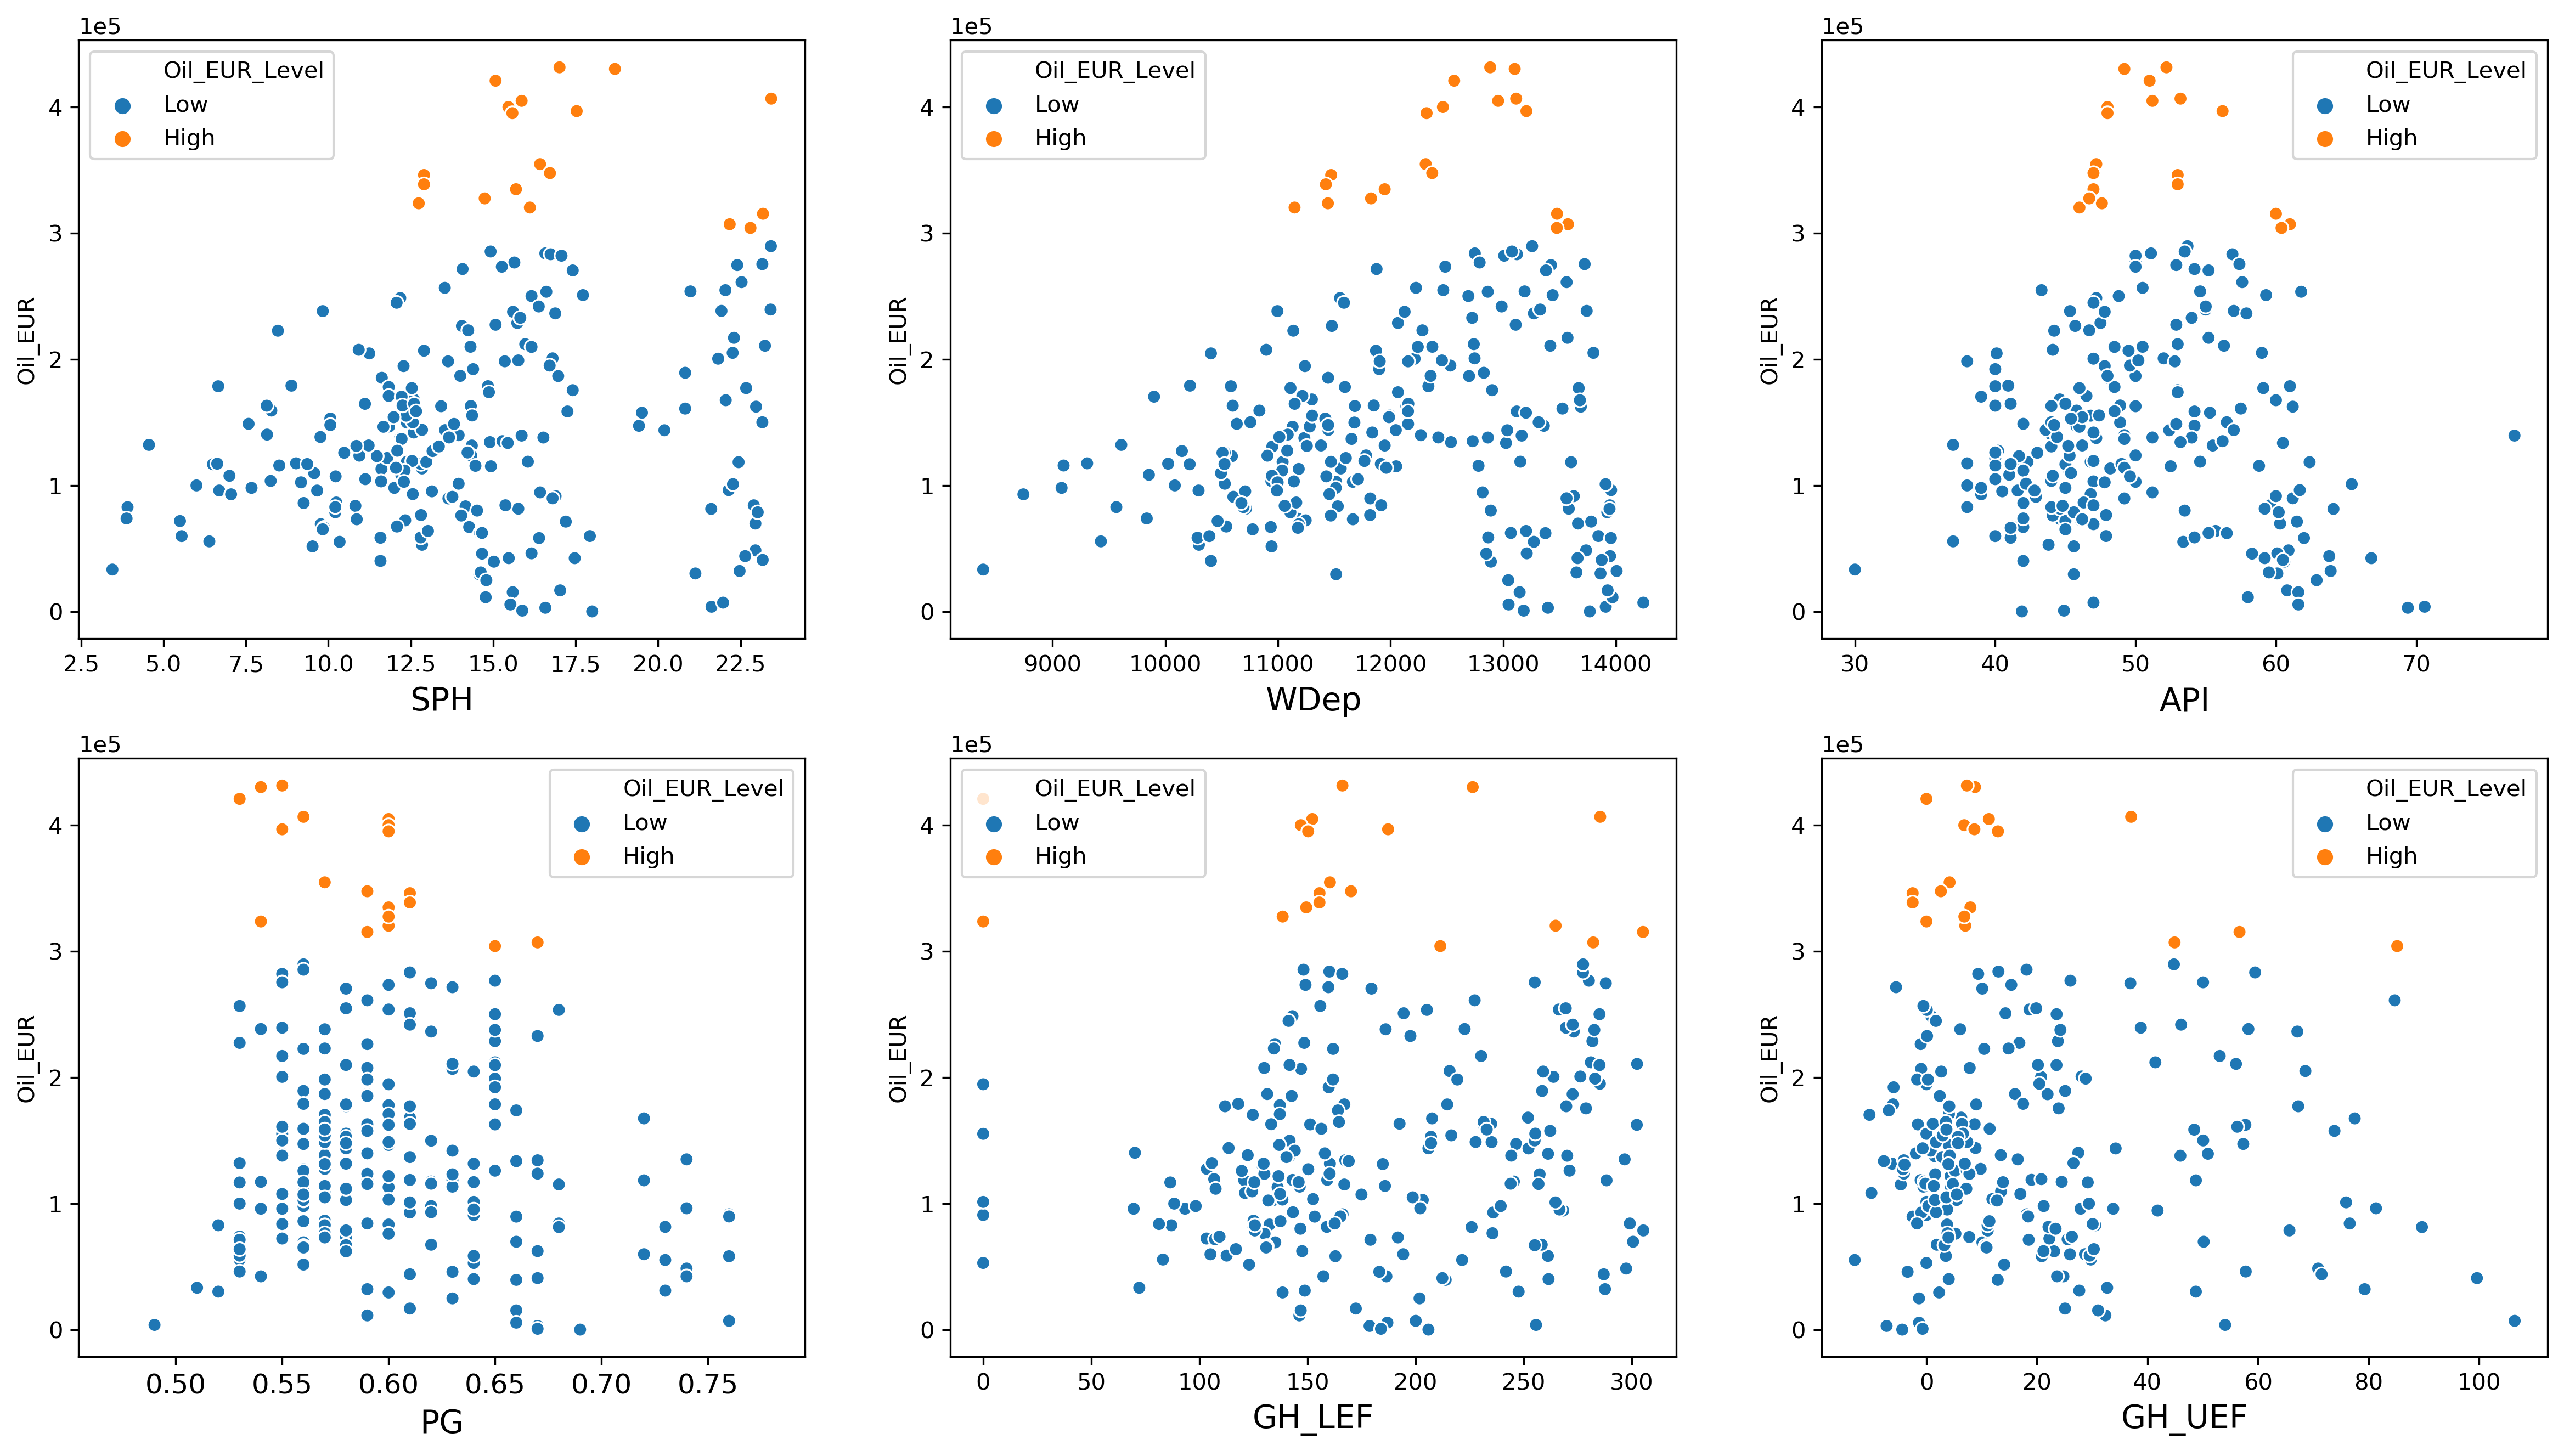 1e5
Oil_EUR_Level
Low
High
4
3
2
1
0
Oil_EUR
2.5 5.0 7.5 10.0 12.5 15.0 17.5 20.0 22.5
SPH
1e5
Oil_EUR_Level
Low
High
4
3
2
1
0
Oil_EUR
9000 10000 11000 12000 13000 14000
WDep
1e5
Oil_EUR_Level
Low
High
4
3
2
1
0
Oil_EUR
30 40 50 60 70
API
1e5
Oil_EUR_Level
Low
High
4
3
2
1
0
Oil_EUR
0.50 0.55 0.60 0.65 0.70 0.75
PG
1e5
Oil_EUR_Level
Low
High
4
3
2
1
0
Oil_EUR
0 50 100 150 200 250 300
GH_LEF
1e5
Oil_EUR_Level
Low
High
4
3
2
1
0
Oil_EUR
0 20 40 60 80 100
GH_UEF